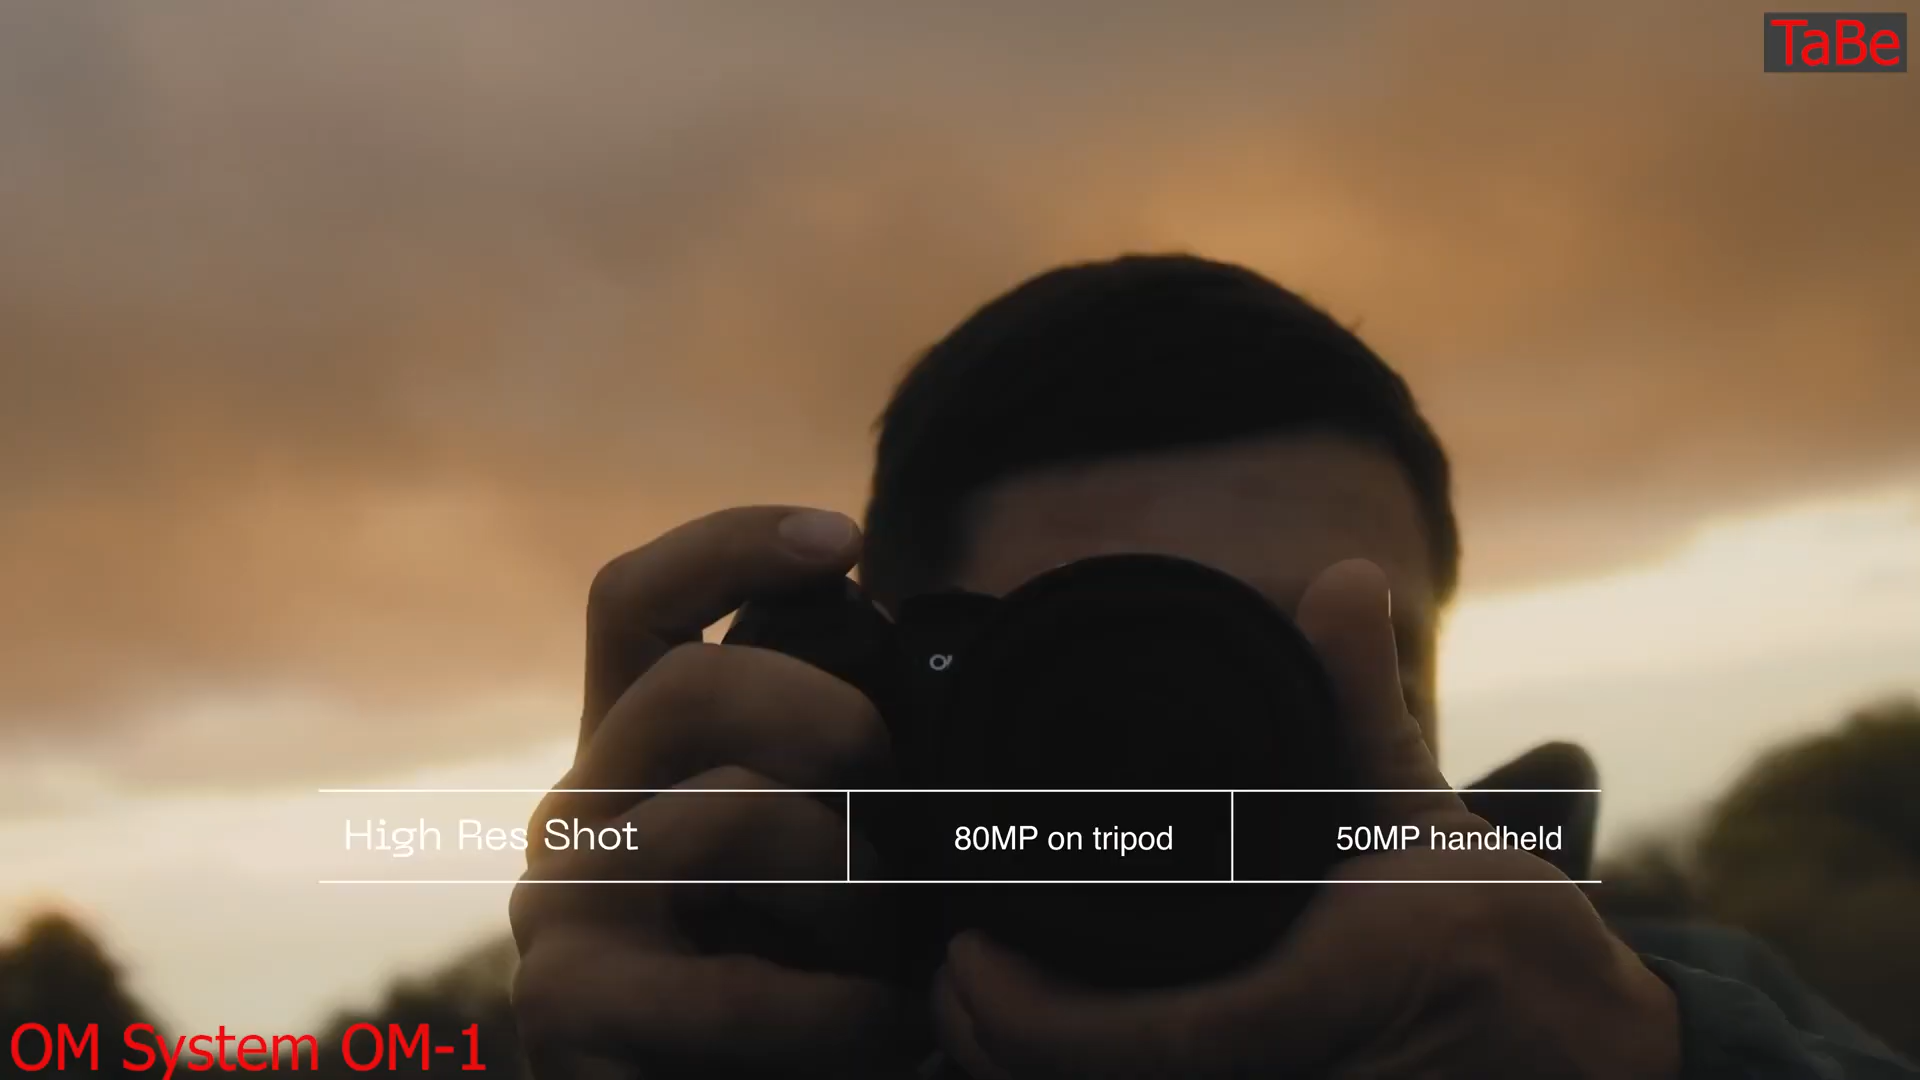 TaBe
High Res Shot
80MP on tripod
50MP handheld
OM System OM-1